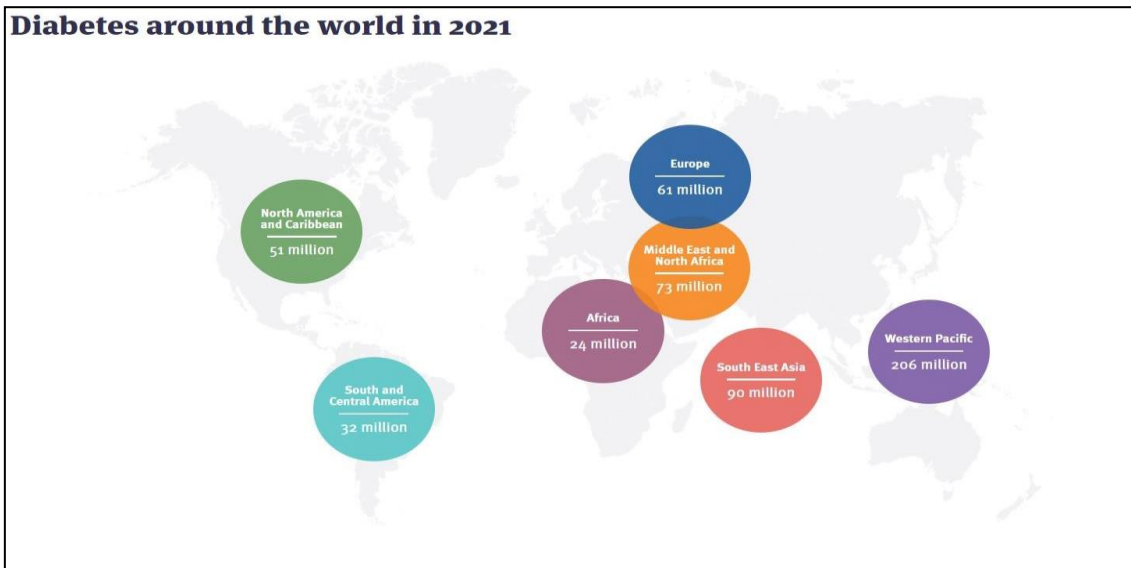 Diabetes around the world in 2021
Europe
61 million
North America
and Caribbean
51 million
Middle East and
North Africa
73 million
Africa
24 million
Western Pacific
206 million
South East Asia
90 million
South and
Central America
32 million